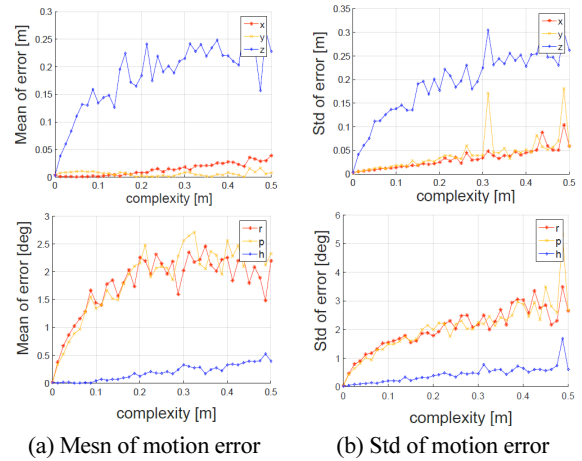 Mean of error [m]
0.25
0.2
0.15
0.1
0.05
0
x
y
z
0 0.1 0.2 0.3 0.4 0.5
complexity [m]
Std of error [m]
0.35
0.3
0.25
0.2
0.15
0.1
0.05
0
x
y
z
0 0.1 0.2 0.3 0.4 0.5
complexity [m]
Mean of error [deg]
3
2.5
2
1.5
1
0.5
0
r
p
h
0 0.1 0.2 0.3 0.4 0.5
complexity [m]
Std of error [deg]
6
5
4
3
2
1
0
r
p
h
0 0.1 0.2 0.3 0.4 0.5
complexity [m]
(a) Mesn of motion error
(b) Std of motion error